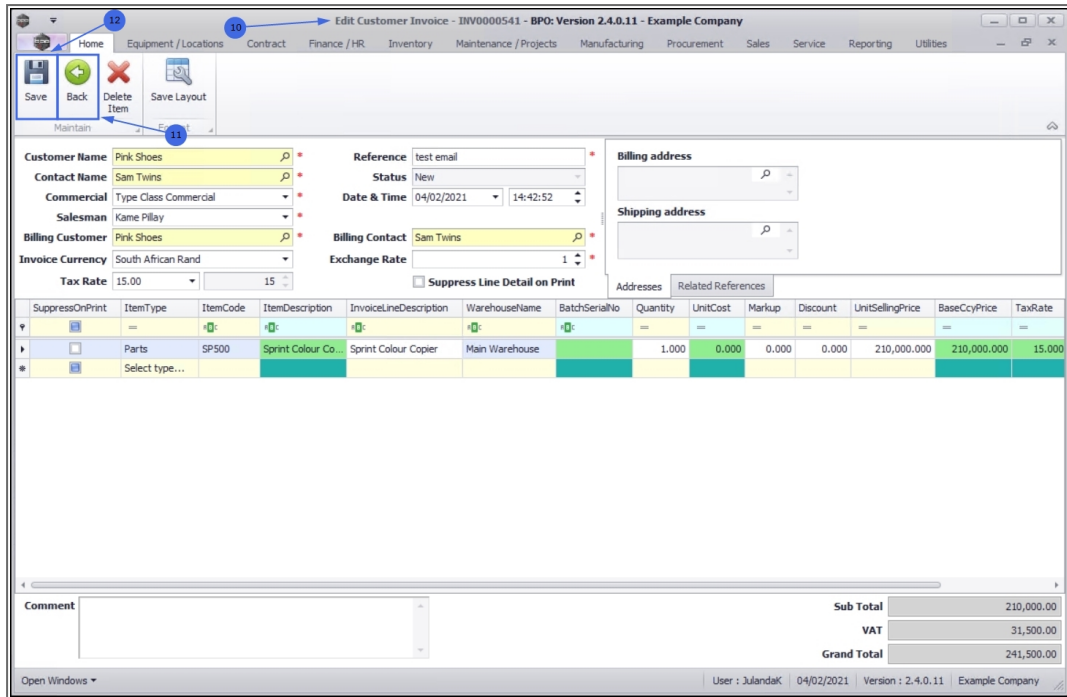 12
10
Edit Customer Invoice - INV0000541 - BPO: Version 2.4.0.11 - Example Company
Home Equipment / Locations Contract Finance / HR Inventory Maintenance / Projects Manufacturing Procurement Sales Service Reporting Utilities
Save Back Delete Item Save Layout
Maintain
11
Customer Name Pink Shoes * Reference test email * Billing address
Contact Name Sam Twins * Status New
Commercial Type Class Commercial * Date & Time 04/02/2021 14:42:52
Salesman Kame Pillay * Shipping address
Billing Customer Pink Shoes * Billing Contact Sam Twins *
Invoice Currency South African Rand Exchange Rate 1 *
Tax Rate 15.00 15 Suppress Line Detail on Print Addresses Related References
SuppressOnPrint ItemType ItemCode ItemDescription InvoiceLineDescription WarehouseName BatchSerialNo Quantity UnitCost Markup Discount UnitSellingPrice BaseCcyPrice TaxRate
= = = = = = = =
Parts SP500 Sprint Colour Co... Sprint Colour Copier Main Warehouse 1.000 0.000 0.000 0.000 210,000.000 210,000.000 15.000
* Select type...
Comment Sub Total 210,000.00
VAT 31,500.00
Grand Total 241,500.00
Open Windows User : JulandaK 04/02/2021 Version : 2.4.0.11 Example Company